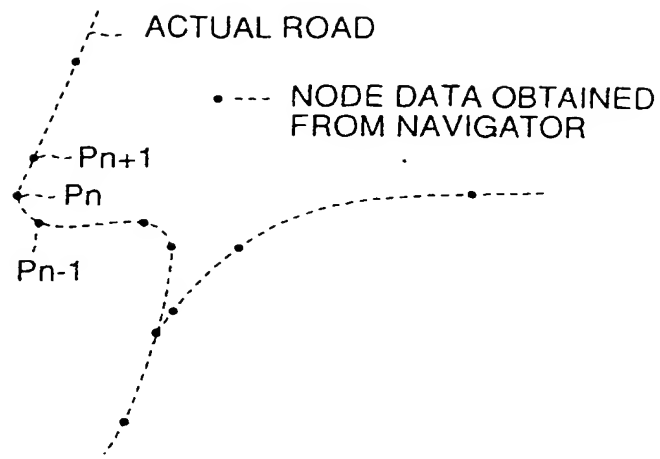 ACTUAL ROAD
NODE DATA OBTAINED
FROM NAVIGATOR
Pn+1
Pn
Pn-1